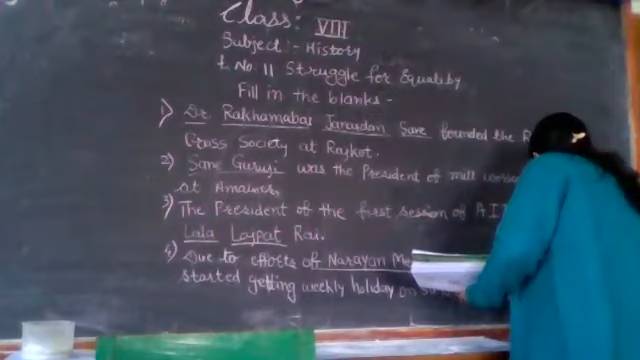 Class: VIII
Subject :- History
L No. 11 Struggle for Equality
Fill in the blanks -
1) Dr. Rakhamabai Janardan Save founded the R
Cross Society at Rajkot.
2) Sane Guruji was the President of mill
at Amalner.
3) The President of the first session of AI
Lala Lajpat Rai.
4) Due to efforts of Narayan Me
started getting weekly holiday on